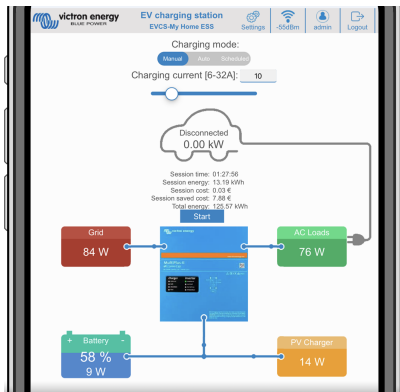 victron energy
BLUE POWER
EV charging station
EVCS-My Home ESS
Settings
-55dBm
admin
Logout
Charging mode:
Manual Auto Scheduled
Charging current [6-32A]: 10
Disconnected
0.00 kW
Session time: 01:27:56
Session energy: 13.19 kWh
Session cost: 0.03 €
Session saved cost: 7.88 €
Total energy: 125.57 kWh
Start
Grid
84 W
victron energy
AC Loads
76 W
+ Battery -
58 %
9 W
PV Charger
14 W